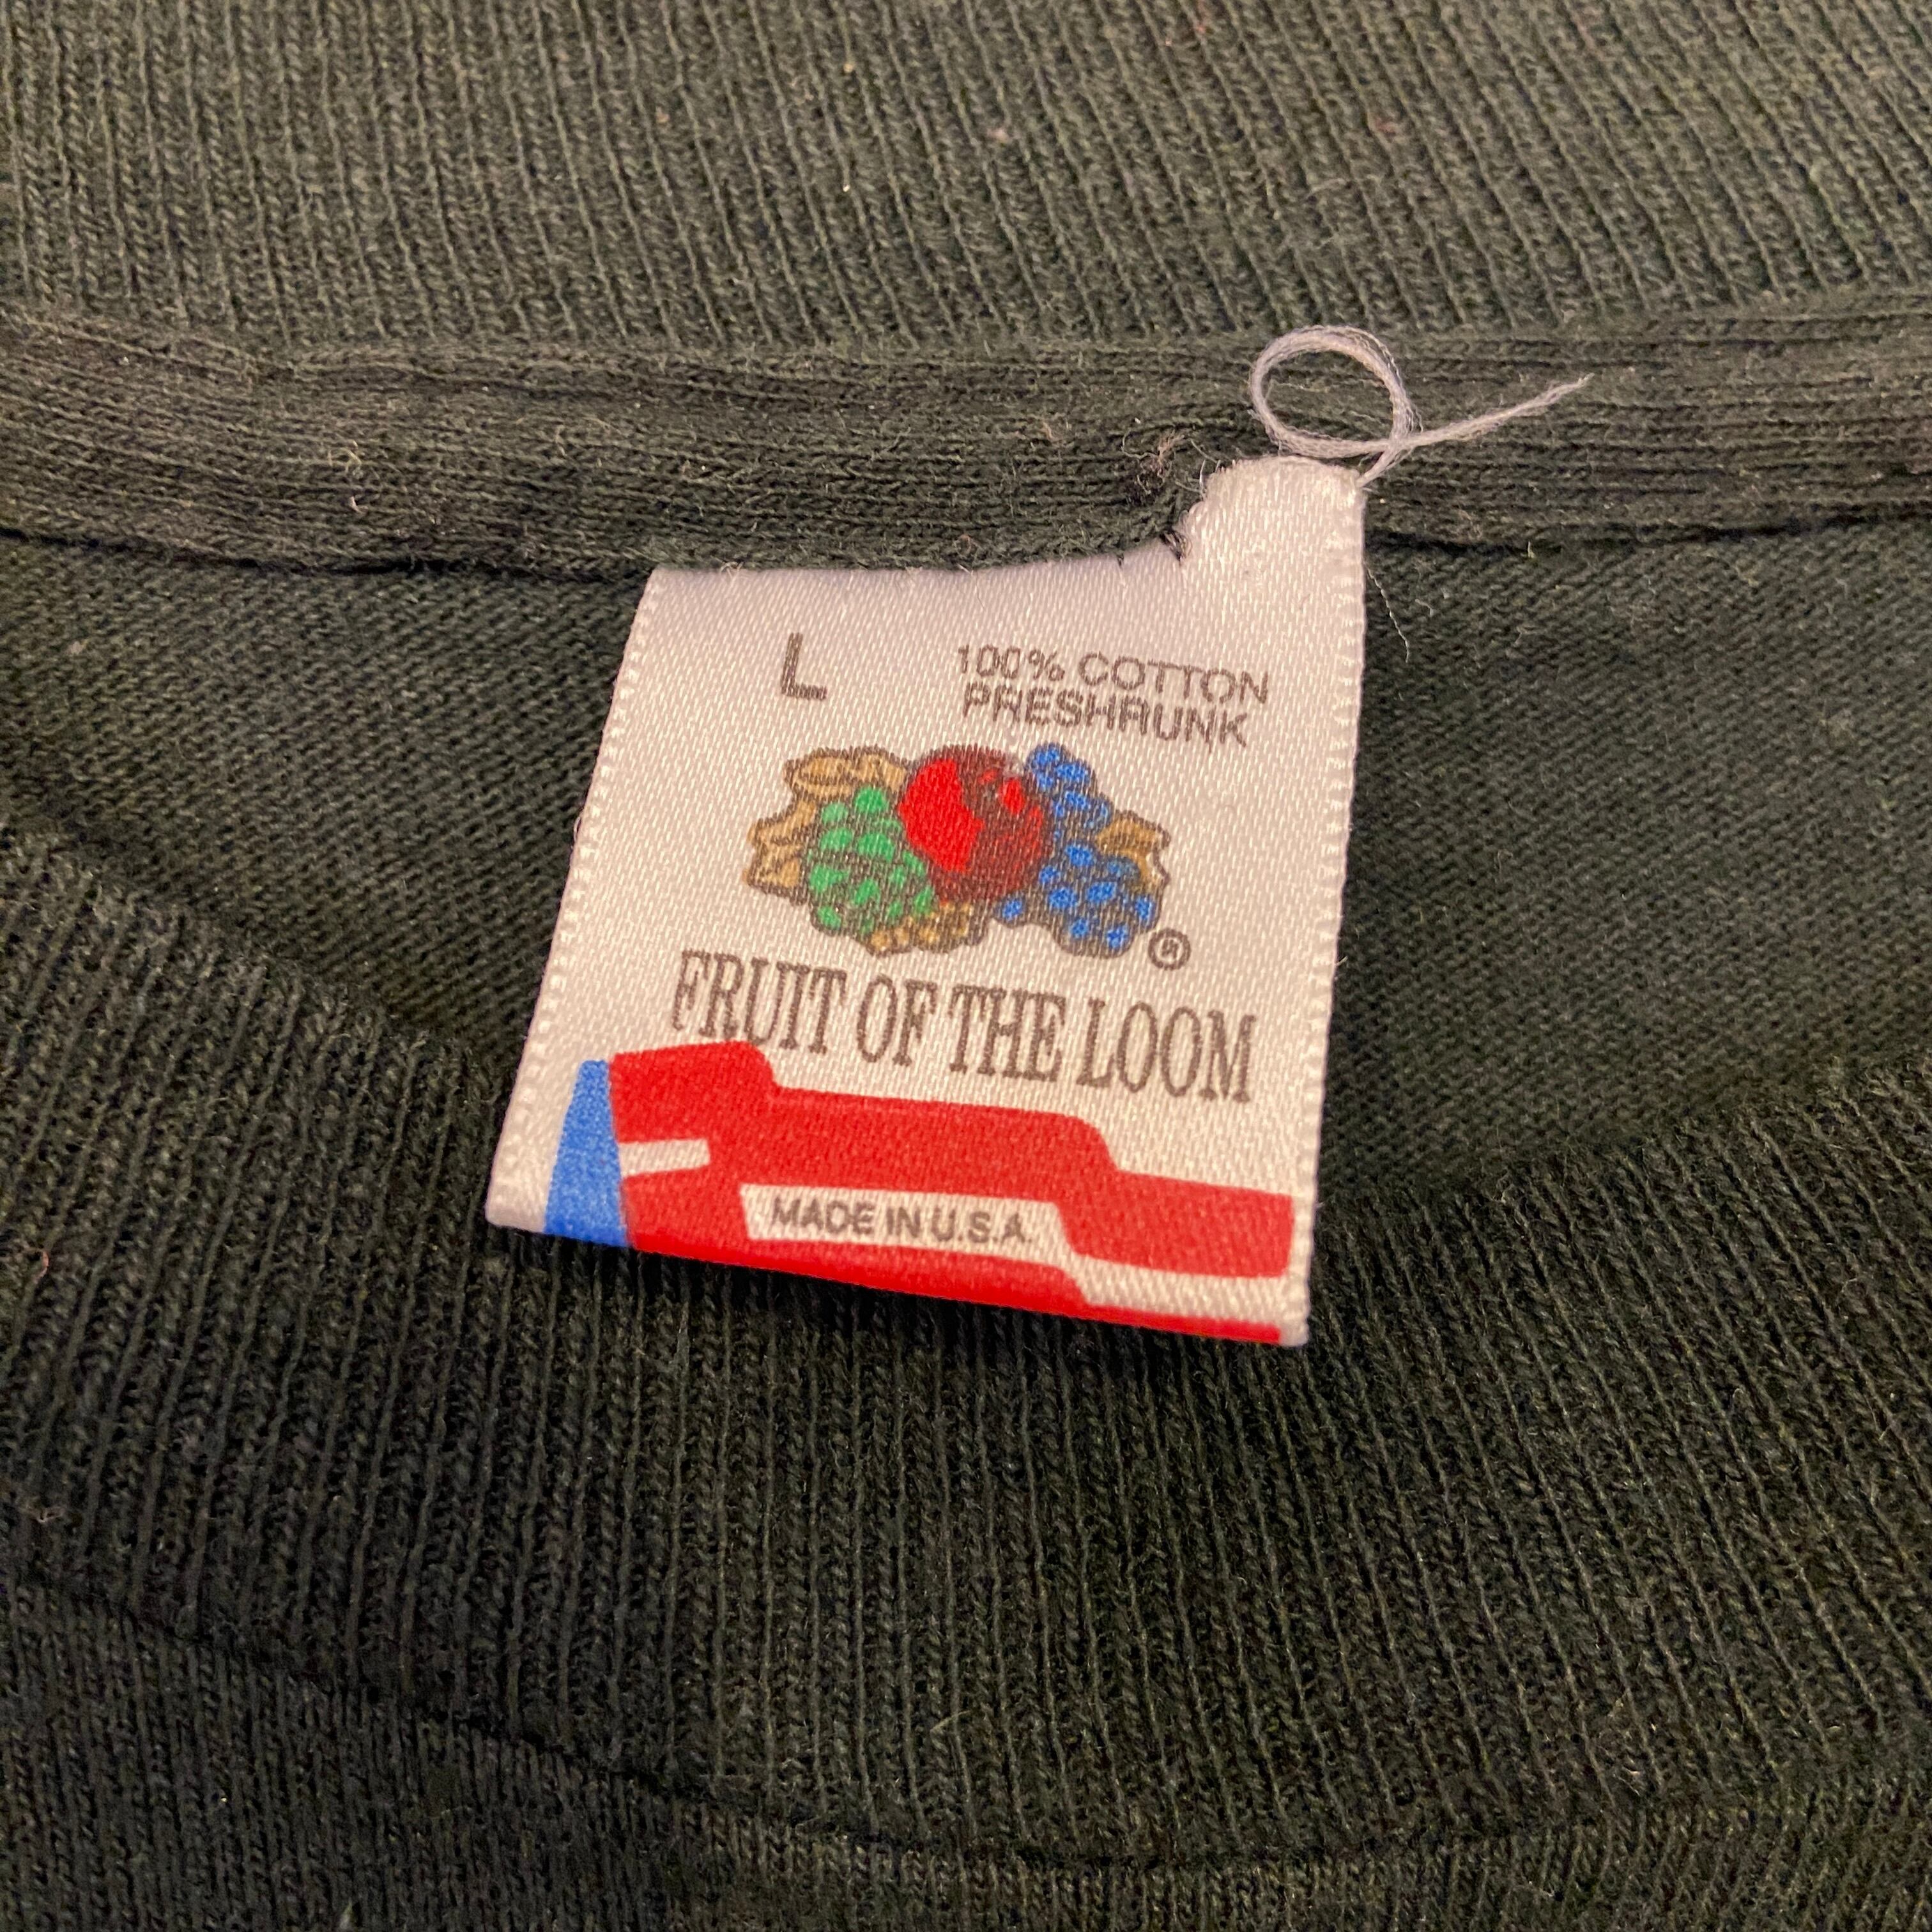 L
100% COTTON
PRESHRUNK
®
FRUIT OF THE LOOM
MADE IN U.S.A.